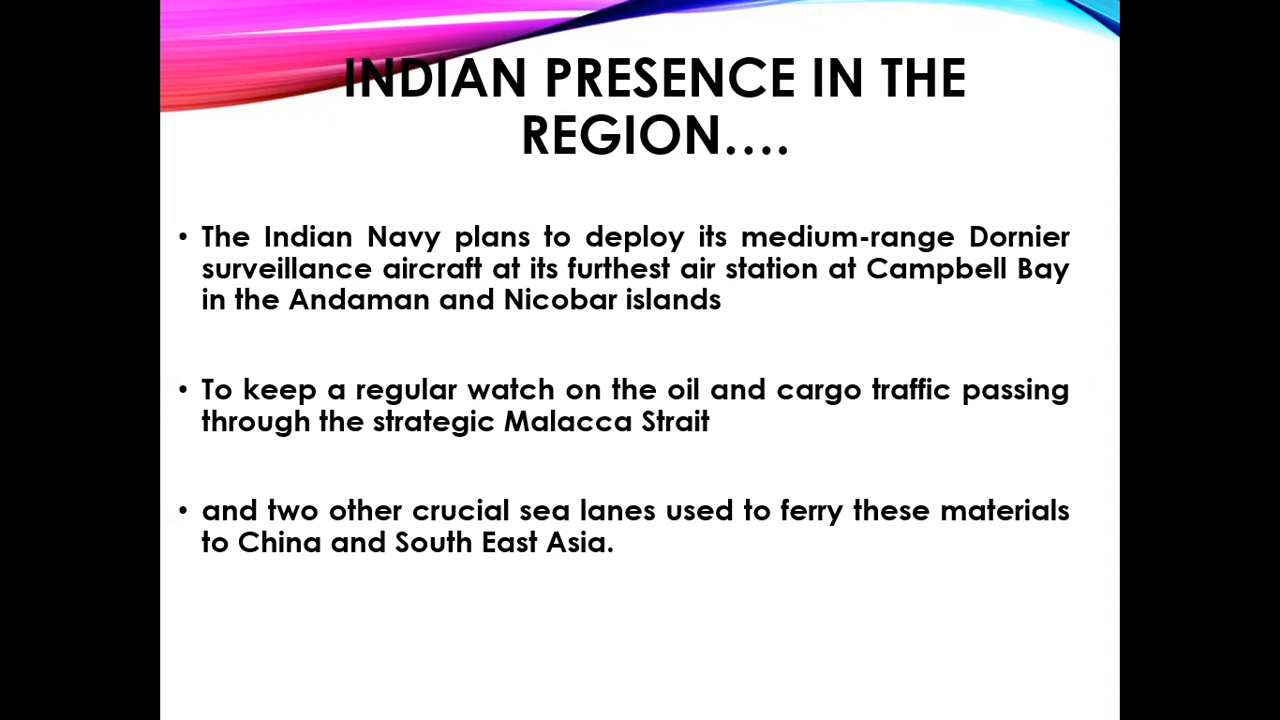 INDIAN PRESENCE IN THE
REGION....
• The Indian Navy plans to deploy its medium-range Dornier
surveillance aircraft at its furthest air station at Campbell Bay
in the Andaman and Nicobar islands
• To keep a regular watch on the oil and cargo traffic passing
through the strategic Malacca Strait
• and two other crucial sea lanes used to ferry these materials
to China and South East Asia.